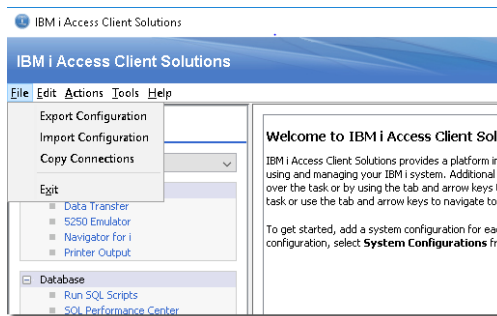 IBM i Access Client Solutions
IBM i Access Client Solutions
File Edit Actions Tools Help
Export Configuration
Import Configuration
Copy Connections
Exit
Data Transfer
5250 Emulator
Navigator for i
Printer Output
Database
Run SQL Scripts
SQL Performance Center
Welcome to IBM i Access Client Sol
IBM i Access Client Solutions provides a platform in
using and managing your IBM i system. Additional
over the task or by using the tab and arrow keys
task or use the tab and arrow keys to navigate to
To get started, add a system configuration for ea
configuration, select System Configurations fr